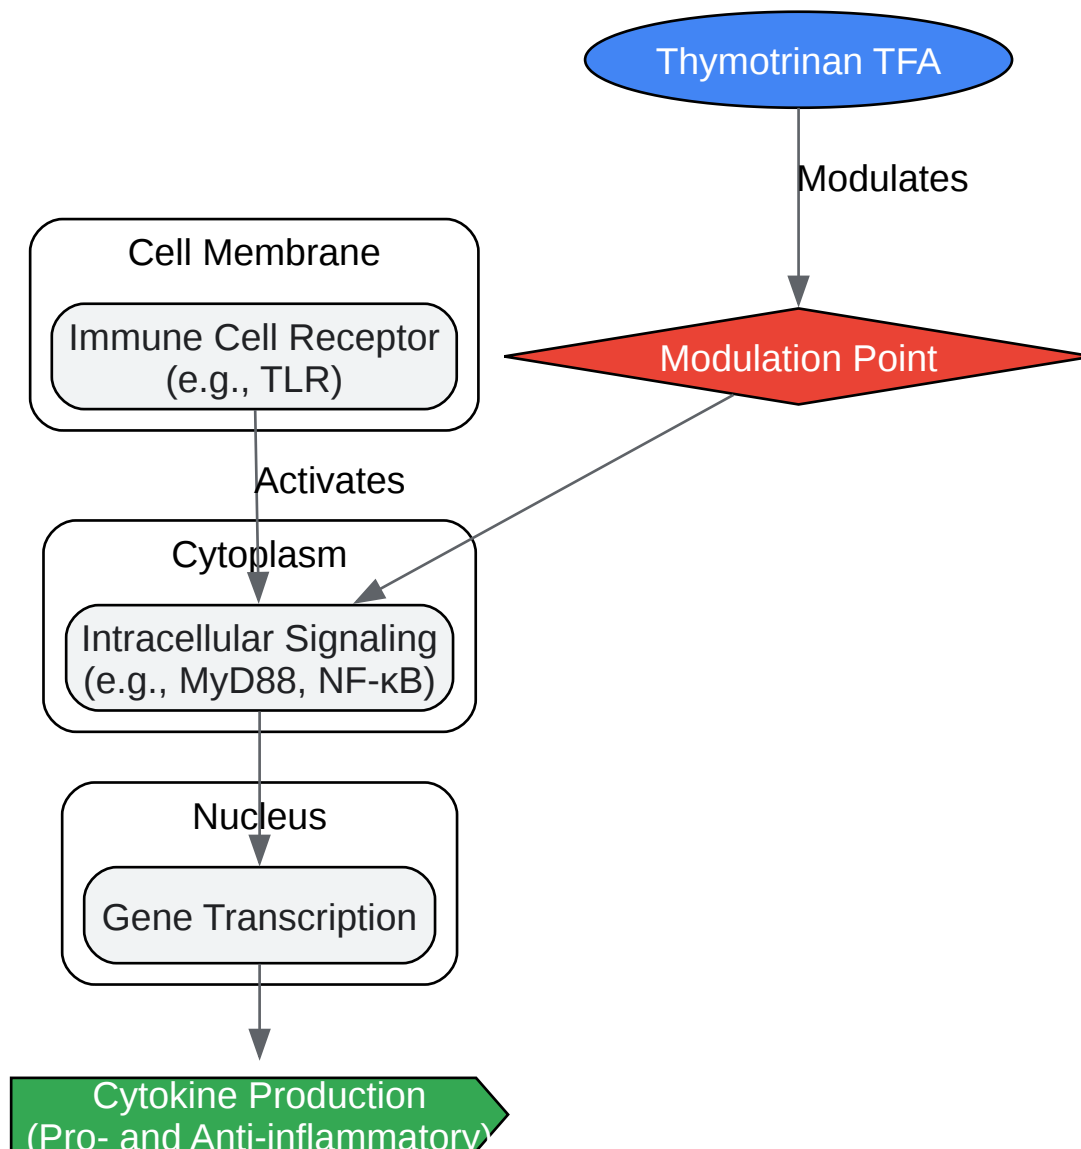 Thymotrinan TFA
Modulates
Cell Membrane
Immune Cell Receptor
(e.g., TLR)
Modulation Point
Activates
Cytoplasm
Intracellular Signaling
(e.g., MyD88, NF-κB)
Nucleus
Gene Transcription
Cytokine Production
(Pro- and Anti-inflammatory)